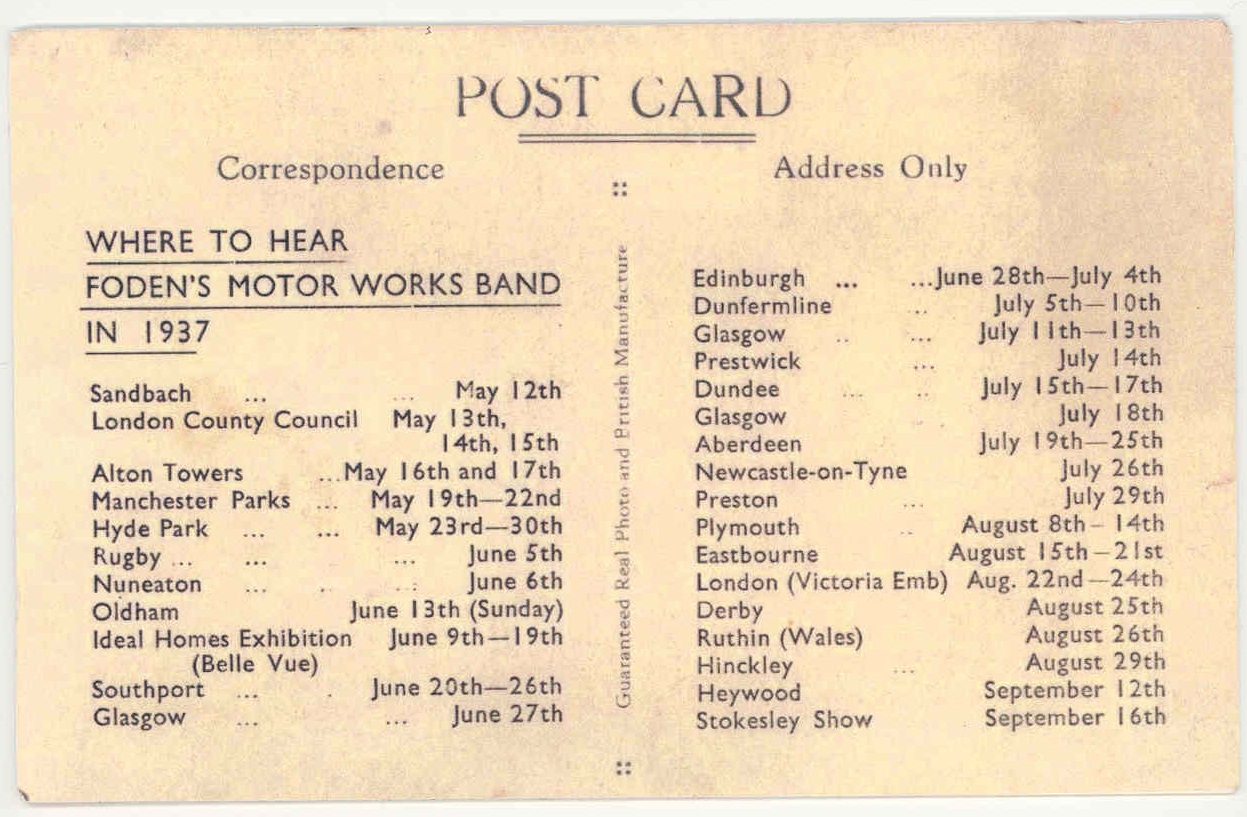 POST CARD
Correspondence
Address Only
WHERE TO HEAR
FODEN'S MOTOR WORKS BAND
IN 1937
Sandbach ... ... May 12th
London County Council May 13th,
14th, 15th
Alton Towers ...May 16th and 17th
Manchester Parks ... May 19th—22nd
Hyde Park ... ... May 23rd—30th
Rugby ... ... ... June 5th
Nuneaton ... . ... June 6th
Oldham June 13th (Sunday)
Ideal Homes Exhibition June 9th—19th
(Belle Vue)
Southport ... . June 20th—26th
Glasgow ... ... June 27th
Guaranteed Real Photo and British Manufacture
Edinburgh ... ...June 28th—July 4th
Dunfermline ... July 5th—10th
Glasgow .. ... July 11th—13th
Prestwick ... July 14th
Dundee ... .. July 15th—17th
Glasgow .. July 18th
Aberdeen July 19th—25th
Newcastle-on-Tyne July 26th
Preston ... July 29th
Plymouth .. August 8th—14th
Eastbourne August 15th—21st
London (Victoria Emb) Aug. 22nd—24th
Derby August 25th
Ruthin (Wales) August 26th
Hinckley ... August 29th
Heywood September 12th
Stokesley Show September 16th